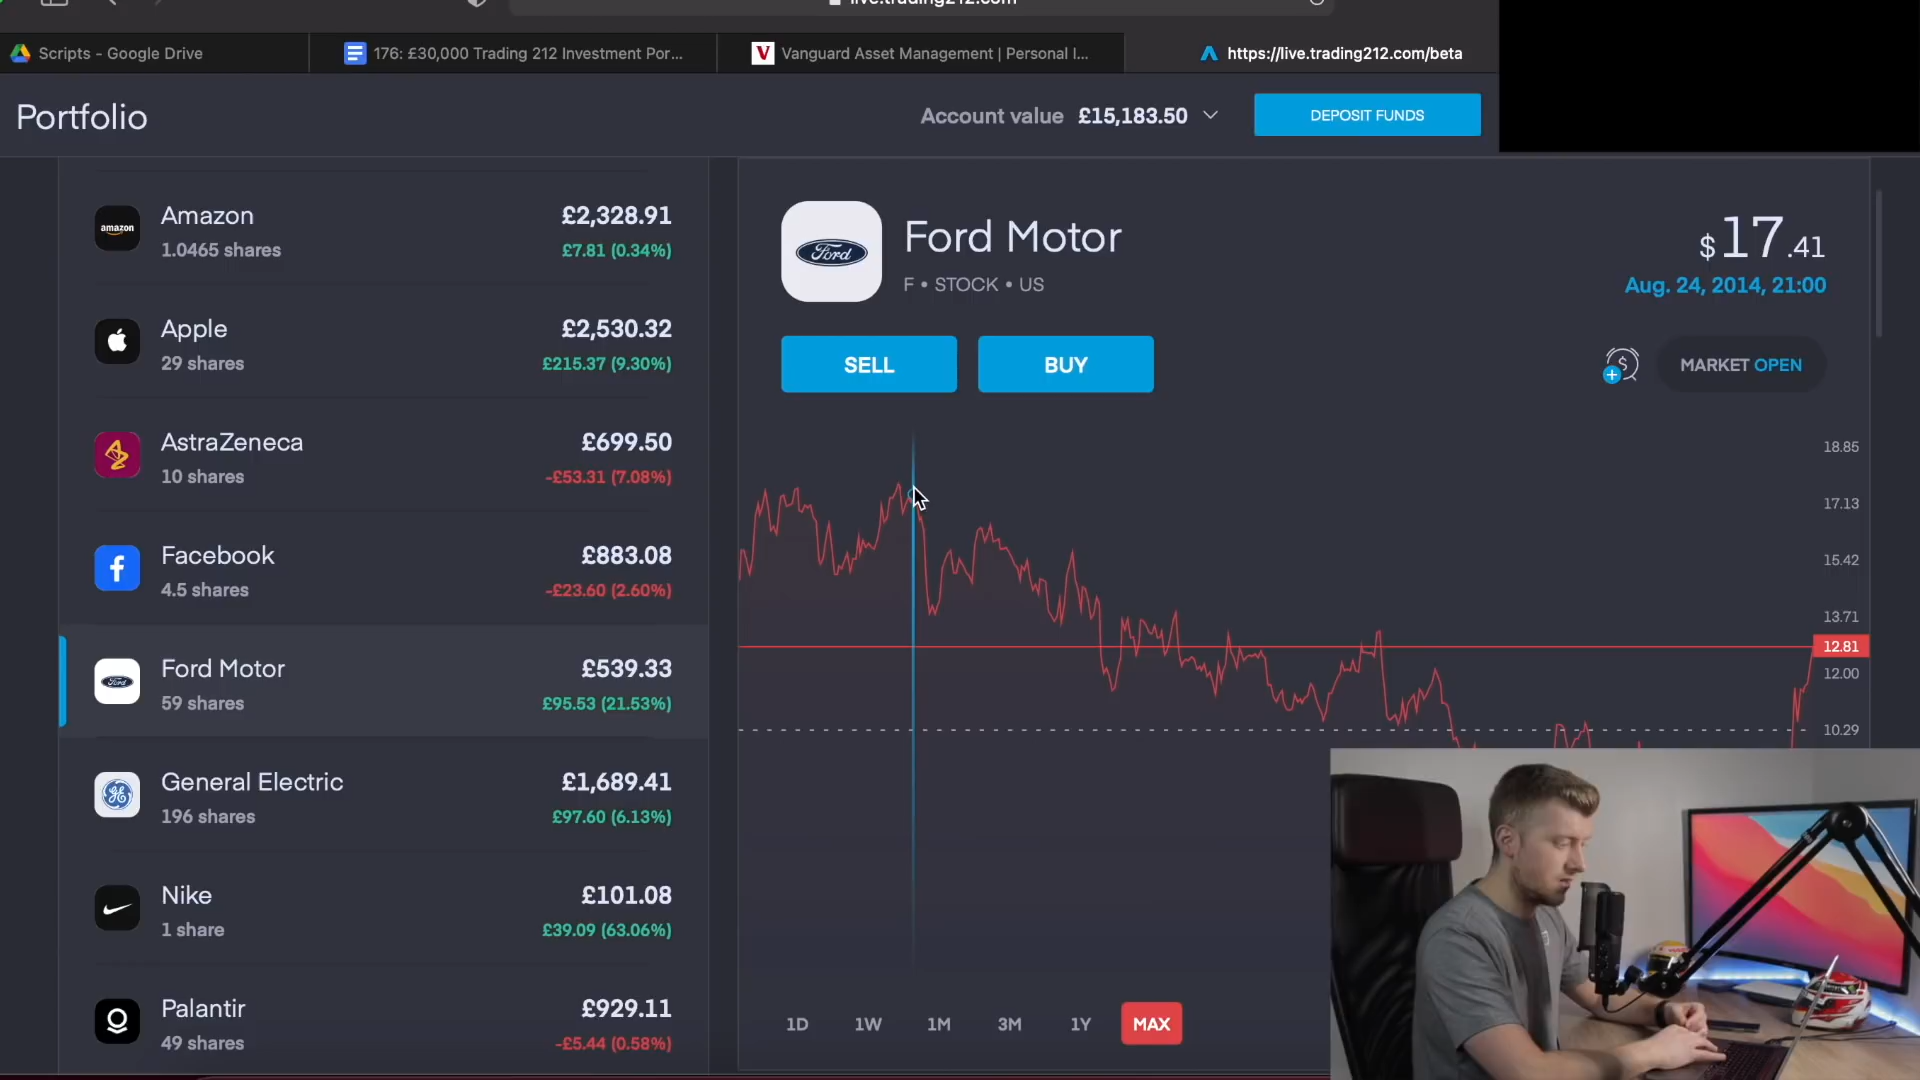 live.trading212.com
Scripts - Google Drive
176: £30,000 Trading 212 Investment Por...
Vanguard Asset Management | Personal I...
https://live.trading212.com/beta
Portfolio
Account value £15,183.50
DEPOSIT FUNDS
amazon
Amazon
£2,328.91
1.0465 shares
£7.81 (0.34%)
Apple
£2,530.32
29 shares
£215.37 (9.30%)
AstraZeneca
£699.50
10 shares
-£53.31 (7.08%)
Facebook
£883.08
4.5 shares
-£23.60 (2.60%)
Ford
Ford Motor
£539.33
59 shares
£95.53 (21.53%)
General Electric
£1,689.41
196 shares
£97.60 (6.13%)
Nike
£101.08
1 share
£39.09 (63.06%)
Palantir
£929.11
49 shares
-£5.44 (0.58%)
Ford
Ford Motor
F • STOCK • US
$17.41
Aug. 24, 2014, 21:00
SELL
BUY
MARKET OPEN
18.85
17.13
15.42
13.71
12.81
12.00
10.29
1D
1W
1M
3M
1Y
MAX